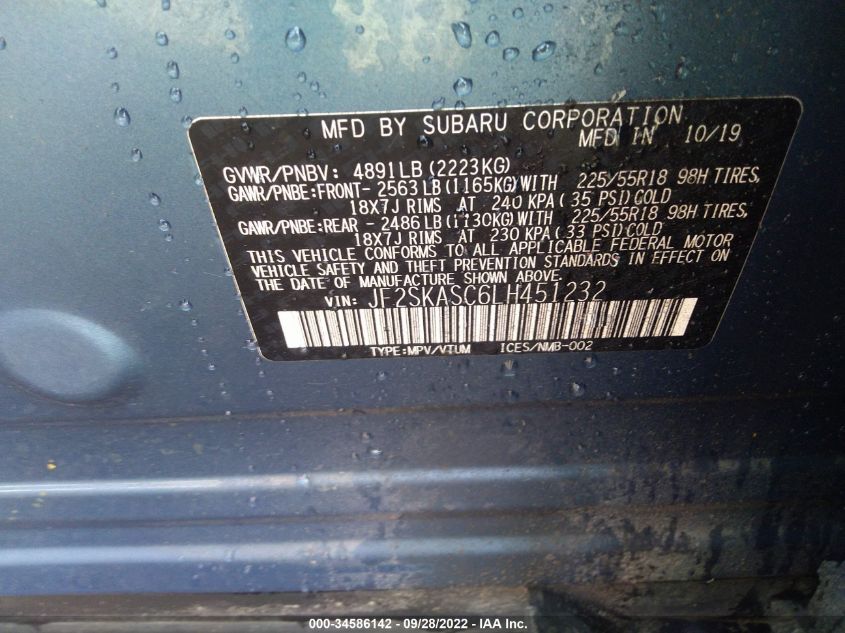 MFD BY SUBARU CORPORATION
MFD IN 10/19
GVWR/PNBV: 4891LB (2223KG)
GAWR/PNBE:FRONT- 2563LB(1165KG)WITH 225/55R18 98H TIRES,
18X7J RIMS AT 240 KPA( 35 PSI)COLD
GAWR/PNBE:REAR - 2486LB(1130KG)WITH 225/55R18 98H TIRES,
18X7J RIMS AT 230 KPA( 33 PSI)COLD
THIS VEHICLE CONFORMS TO ALL APPLICABLE FEDERAL MOTOR
VEHICLE SAFETY AND THEFT PREVENTION STANDARDS IN EFFECT ON
THE DATE OF MANUFACTURE SHOWN ABOVE.
VIN: JF2SKASC6LH451232
TYPE:MPV/VTUM ICES/NMB-002
000-34586142 - 09/28/2022 - IAA Inc.